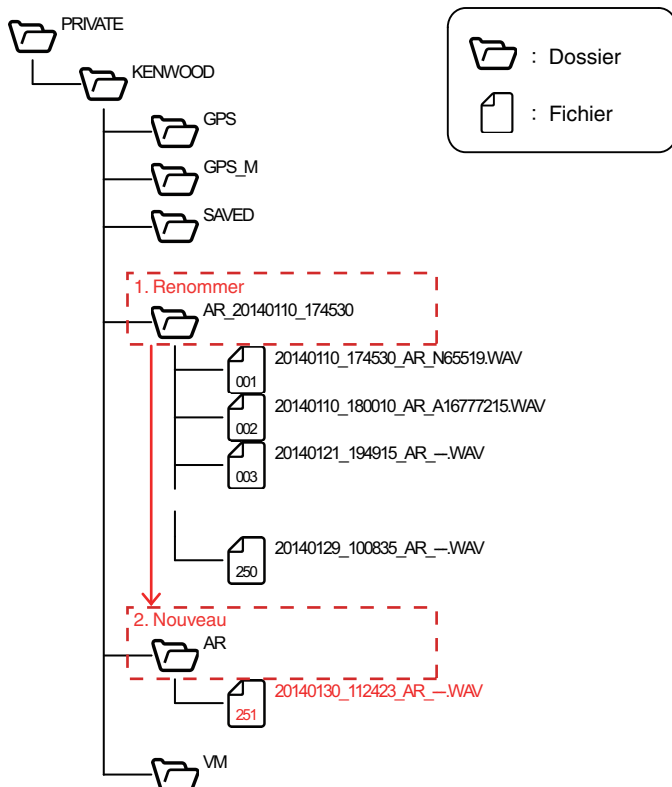 PRIVATE
KENWOOD
: Dossier
: Fichier
GPS
GPS_M
SAVED
1. Renommer
AR_20140110_174530
001
20140110_174530_AR_N65519.WAV
002
20140110_180010_AR_A16777215.WAV
003
20140121_194915_AR_---.WAV
250
20140129_100835_AR_---.WAV
2. Nouveau
AR
251
20140130_112423_AR_---.WAV
VM